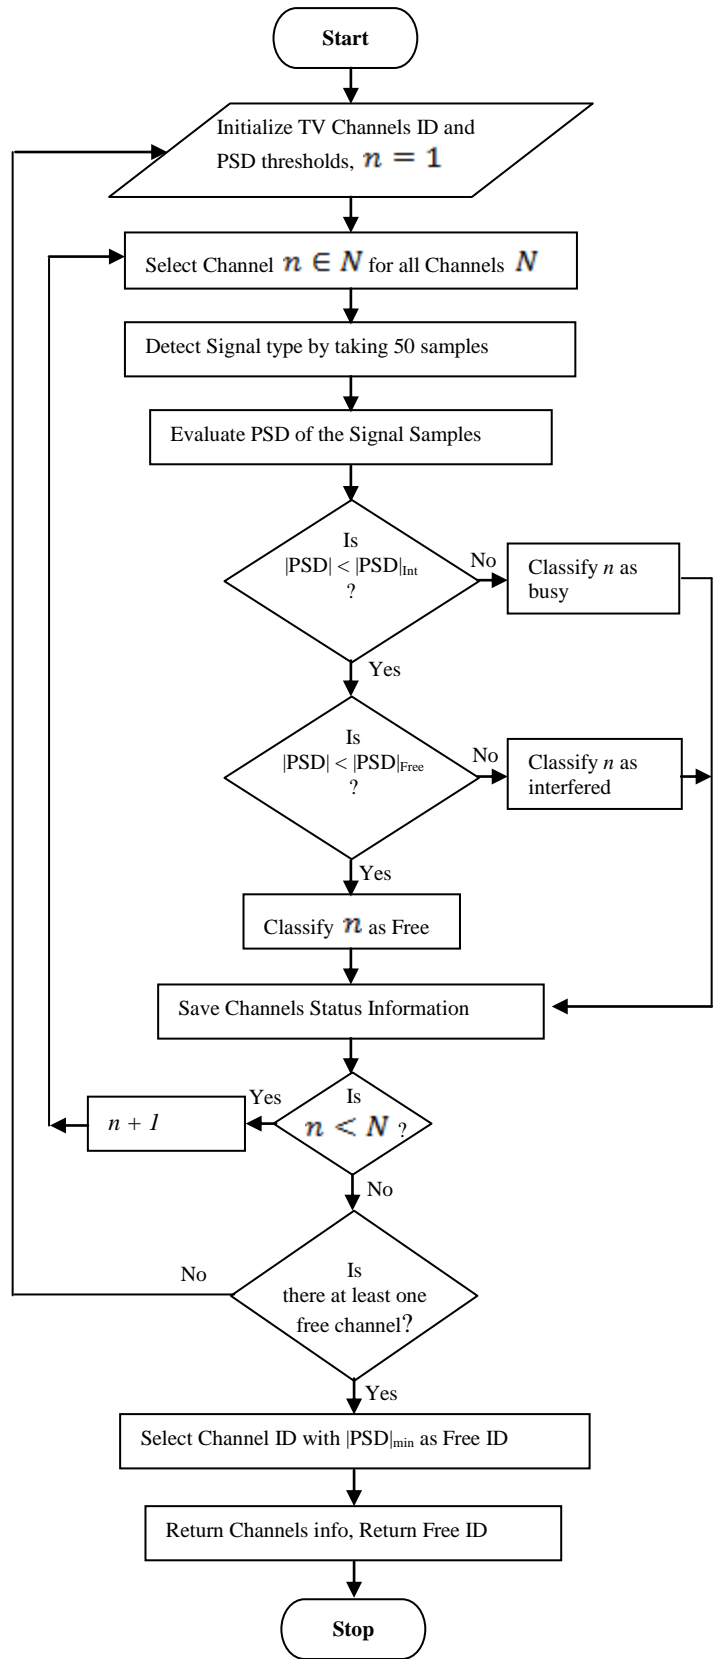 Start
Initialize TV Channels ID and
PSD thresholds, n = 1
Select Channel n ∈ N for all Channels N
Detect Signal type by taking 50 samples
Evaluate PSD of the Signal Samples
Is
|PSD| < |PSD|Int
?
No
Classify n as
busy
Yes
Is
|PSD| < |PSD|Free
?
No
Classify n as
interfered
Yes
Classify n as Free
Save Channels Status Information
Is
n < N ?
Yes
n + 1
No
Is
there at least one
free channel?
No
Yes
Select Channel ID with |PSD|min as Free ID
Return Channels info, Return Free ID
Stop